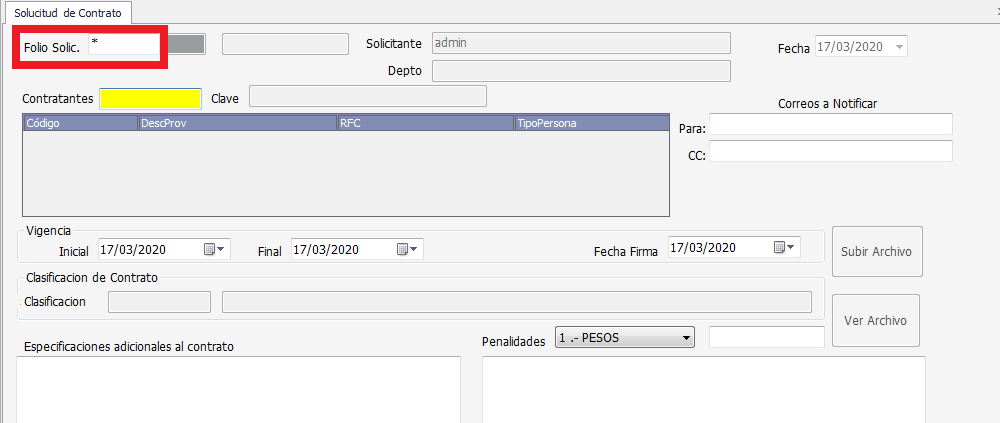 Solucitud de Contrato
Folio Solic. * Solicitante admin Fecha 17/03/2020
Depto
Contratantes Clave Correos a Notificar
Código DescProv RFC TipoPersona
Para:
CC:
Vigencia
Inicial 17/03/2020 Final 17/03/2020 Fecha Firma 17/03/2020 Subir Archivo
Clasificacion de Contrato
Clasificacion
Ver Archivo
Especificaciones adicionales al contrato Penalidades 1 .- PESOS